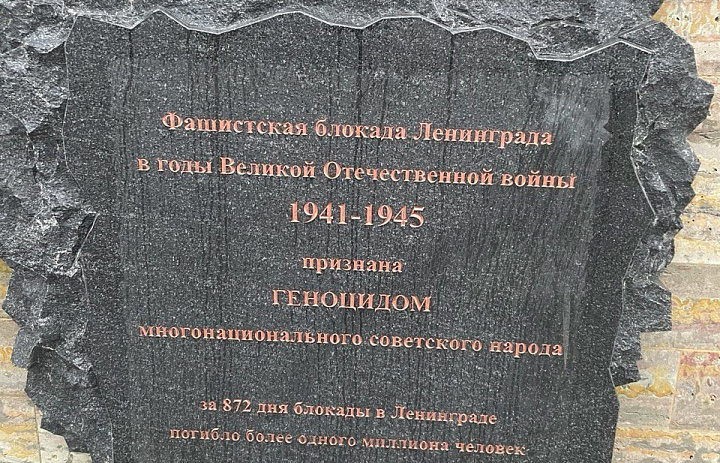 Фашистская блокада Ленинграда
в годы Великой Отечественной войны
1941-1945
признана
ГЕНОЦИДОМ
многонационального советского народа
за 872 дня блокады в Ленинграде
погибло более одного миллиона человек